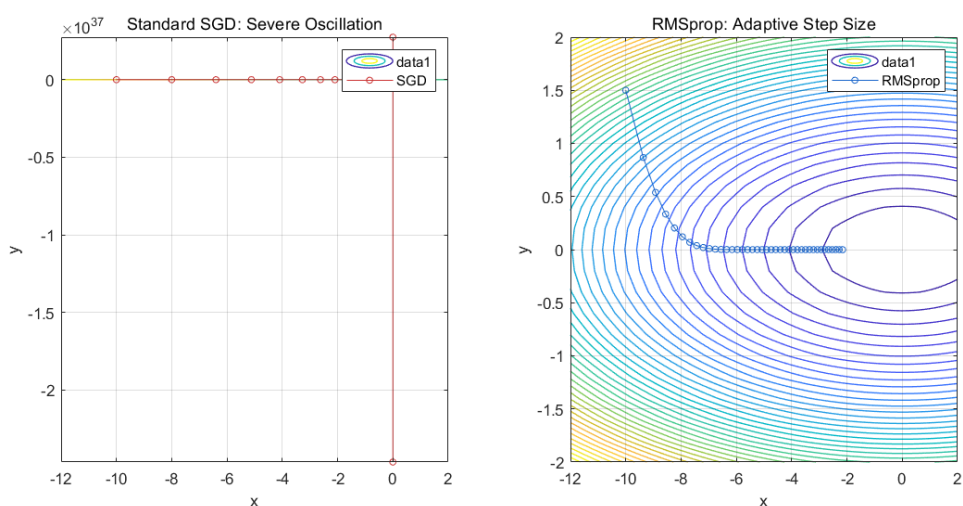 Standard SGD: Severe Oscillation
×10^37
0
-0.5
-1
-1.5
-2
y
-12 -10 -8 -6 -4 -2 0 2
x
data1
SGD
RMSprop: Adaptive Step Size
2
1.5
1
0.5
0
-0.5
-1
-1.5
-2
y
-12 -10 -8 -6 -4 -2 0 2
x
data1
RMSprop